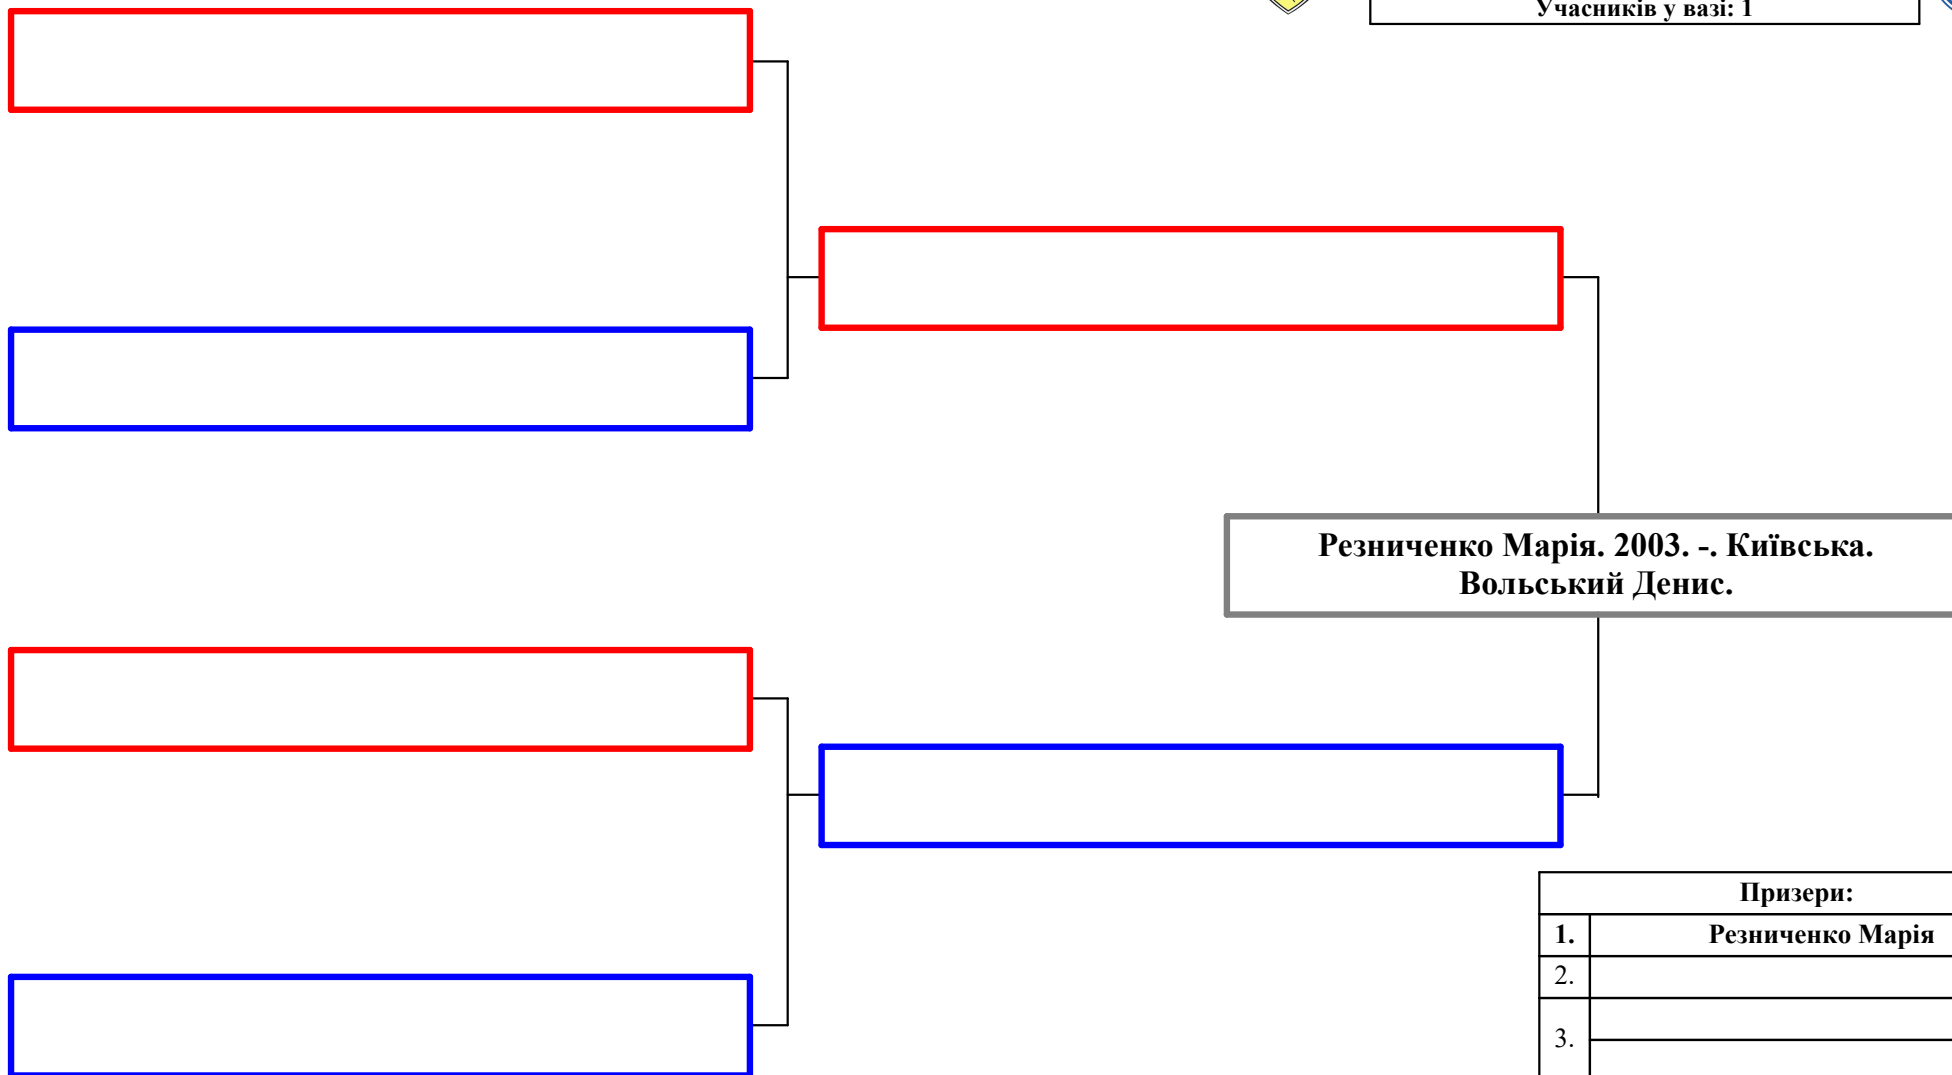 Учасників у вазі: 1
Резниченко Марія. 2003. -. Київська.
Вольський Денис.
Призери:
1. Резниченко Марія
2.
3.